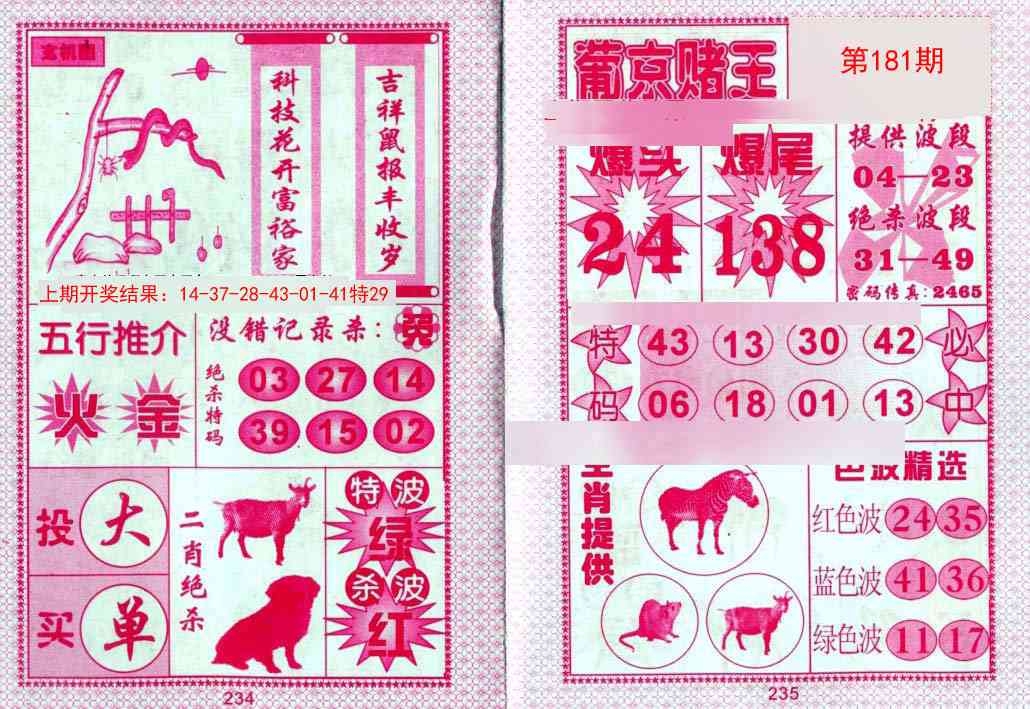 玄机图
科技花开富裕家
吉祥鼠报丰收岁
上期开奖结果：14-37-28-43-01-41特29
五行推介
火 金
没错记录杀：
绝杀特码
03 27 14
39 15 02
投 大
买 单
二肖绝杀
特波
绿
杀波
红
234
葡京赌王
第181期
爆头
24
爆尾
138
提供波段
04—23
绝杀波段
31—49
密码传真：2465
特码
43 13 30 42
06 18 01 13
必中
肖提供
色波精选
红色波 24 35
蓝色波 41 36
绿色波 11 17
235